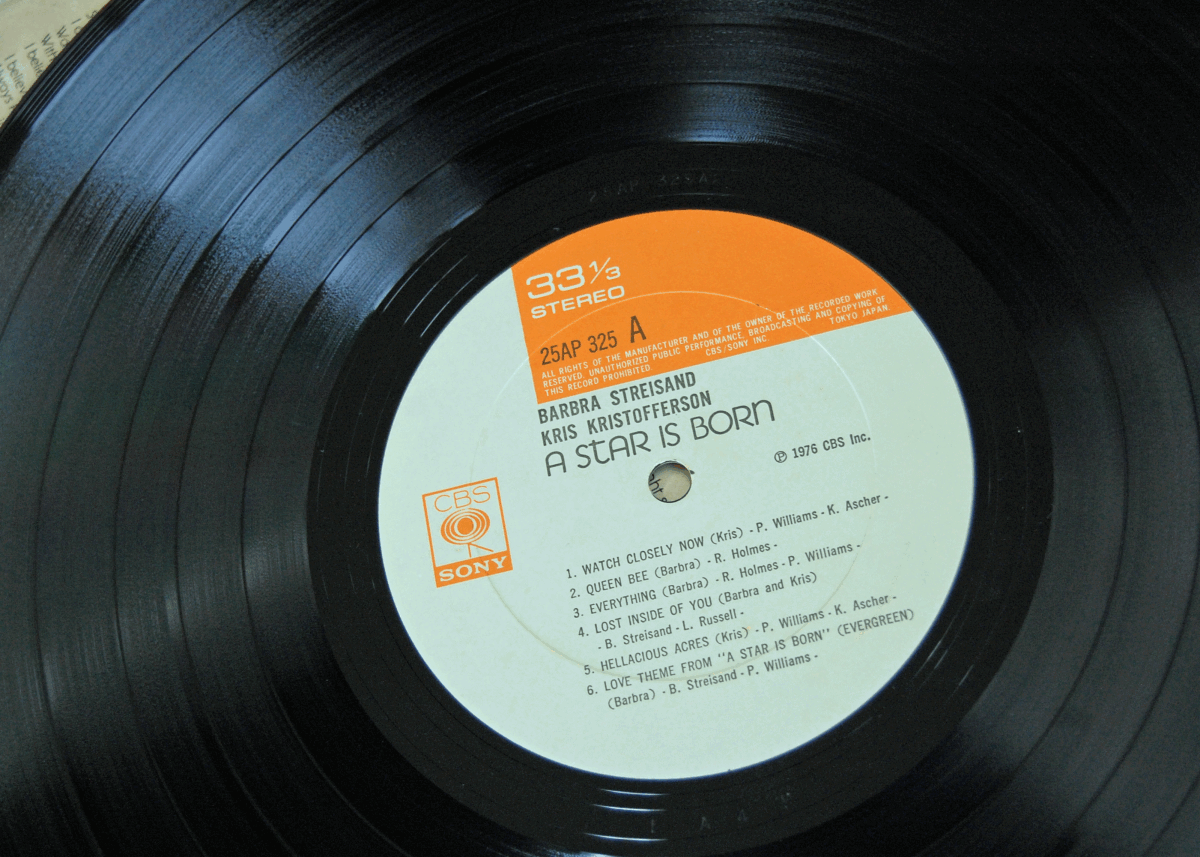 33 1/3
STEREO
25AP 325 A
ALL RIGHTS OF THE MANUFACTURER AND OF THE OWNER OF THE RECORDED WORK
RESERVED. UNAUTHORIZED PUBLIC PERFORMANCE, BROADCASTING AND COPYING OF
THIS RECORD PROHIBITED. CBS/SONY INC. TOKYO JAPAN.
BARBRA STREISAND
KRIS KRISTOFFERSON
A STAR IS BORN
℗ 1976 CBS Inc.
CBS
SONY
1. WATCH CLOSELY NOW (Kris) - P. Williams - K. Ascher -
2. QUEEN BEE (Barbra) - R. Holmes -
3. EVERYTHING (Barbra) - R. Holmes - P. Williams -
4. LOST INSIDE OF YOU (Barbra and Kris)
- B. Streisand - L. Russell -
5. HELLACIOUS ACRES (Kris) - P. Williams - K. Ascher -
6. LOVE THEME FROM "A STAR IS BORN" (EVERGREEN)
(Barbra) - B. Streisand - P. Williams -